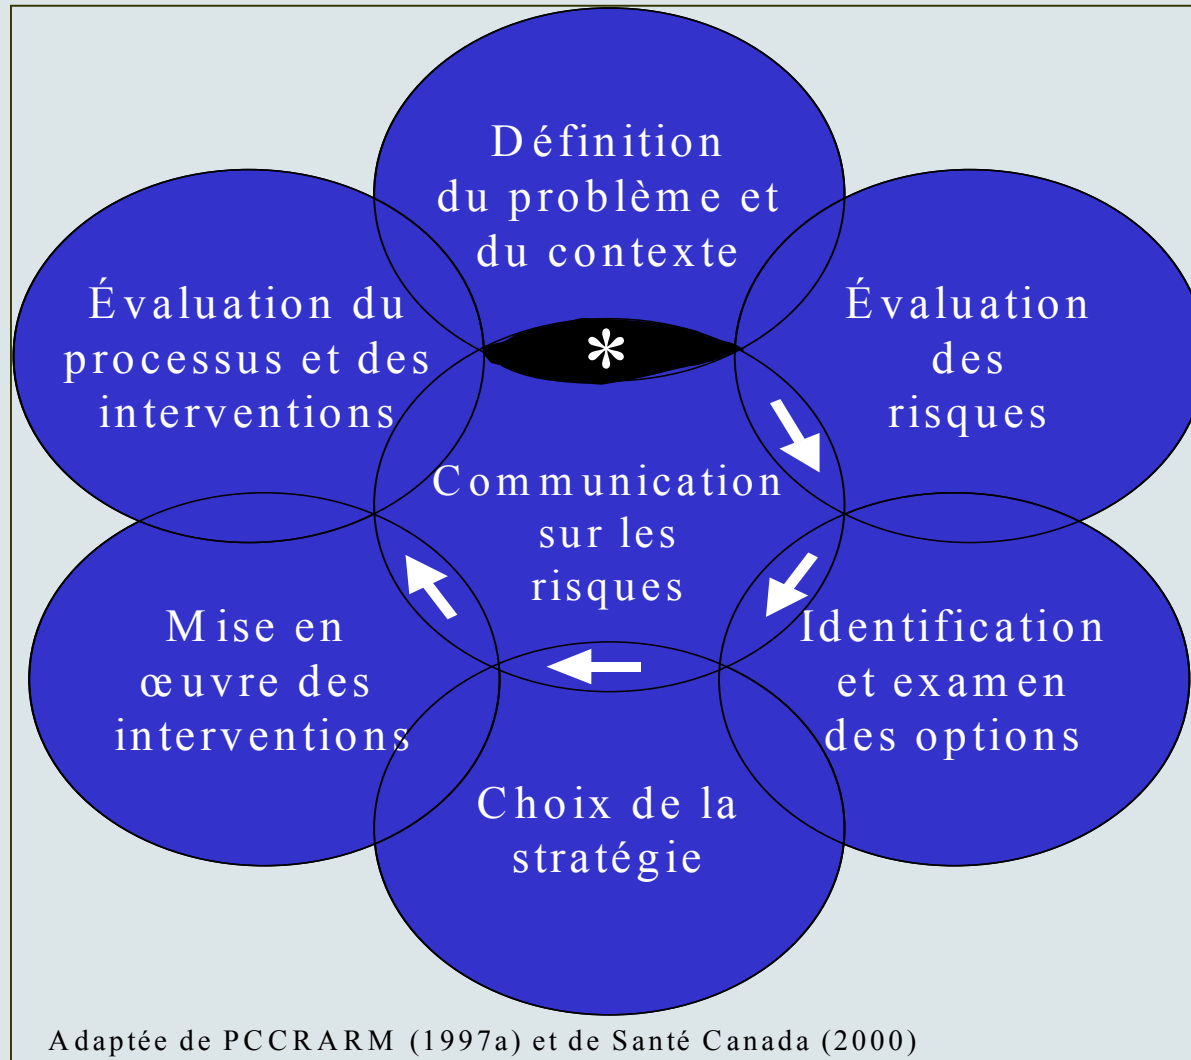 Définition
du problème et
du contexte
Évaluation
des
risques
Identification
et examen
des options
Choix de la
stratégie
Mise en
œuvre des
interventions
Évaluation du
processus et des
interventions
*
Communication
sur les
risques
Adaptée de PCCRARM (1997a) et de Santé Canada (2000)